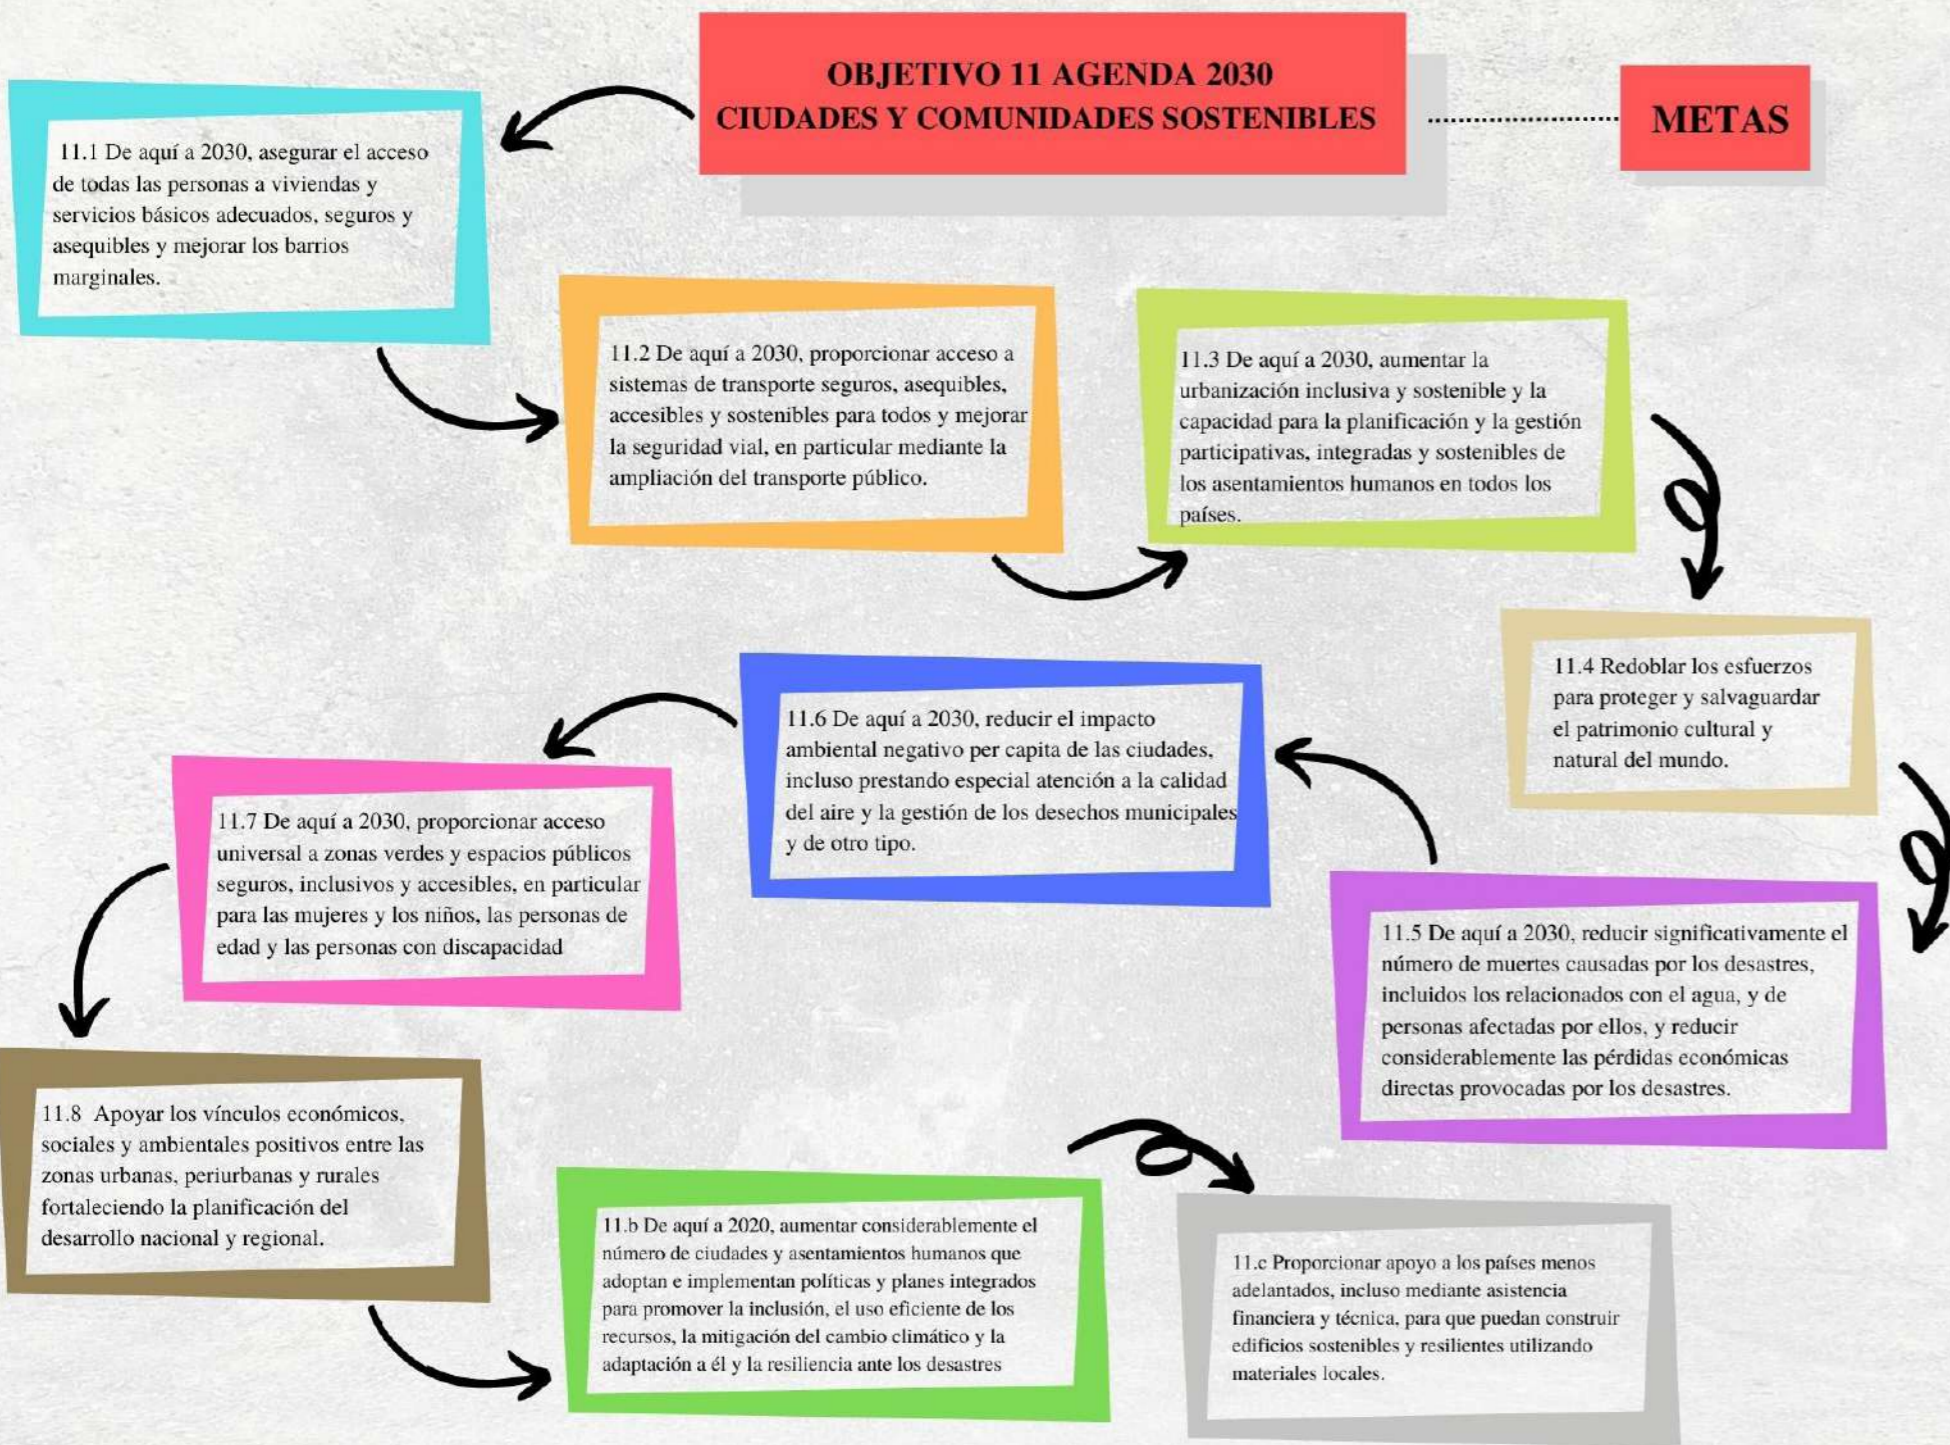 OBJETIVO 11 AGENDA 2030
CIUDADES Y COMUNIDADES SOSTENIBLES
METAS
11.1 De aquí a 2030, asegurar el acceso
de todas las personas a viviendas y
servicios básicos adecuados, seguros y
asequibles y mejorar los barrios
marginales.
11.2 De aquí a 2030, proporcionar acceso a
sistemas de transporte seguros, asequibles,
accesibles y sostenibles para todos y mejorar
la seguridad vial, en particular mediante la
ampliación del transporte público.
11.3 De aquí a 2030, aumentar la
urbanización inclusiva y sostenible y la
capacidad para la planificación y la gestión
participativas, integradas y sostenibles de
los asentamientos humanos en todos los
países.
11.4 Redoblar los esfuerzos
para proteger y salvaguardar
el patrimonio cultural y
natural del mundo.
11.5 De aquí a 2030, reducir significativamente el
número de muertes causadas por los desastres,
incluidos los relacionados con el agua, y de
personas afectadas por ellos, y reducir
considerablemente las pérdidas económicas
directas provocadas por los desastres.
11.6 De aquí a 2030, reducir el impacto
ambiental negativo per capita de las ciudades,
incluso prestando especial atención a la calidad
del aire y la gestión de los desechos municipales
y de otro tipo.
11.7 De aquí a 2030, proporcionar acceso
universal a zonas verdes y espacios públicos
seguros, inclusivos y accesibles, en particular
para las mujeres y los niños, las personas de
edad y las personas con discapacidad
11.8 Apoyar los vínculos económicos,
sociales y ambientales positivos entre las
zonas urbanas, periurbanas y rurales
fortaleciendo la planificación del
desarrollo nacional y regional.
11.b De aquí a 2020, aumentar considerablemente el
número de ciudades y asentamientos humanos que
adoptan e implementan políticas y planes integrados
para promover la inclusión, el uso eficiente de los
recursos, la mitigación del cambio climático y la
adaptación a él y la resiliencia ante los desastres
11.c Proporcionar apoyo a los países menos
adelantados, incluso mediante asistencia
financiera y técnica, para que puedan construir
edificios sostenibles y resilientes utilizando
materiales locales.